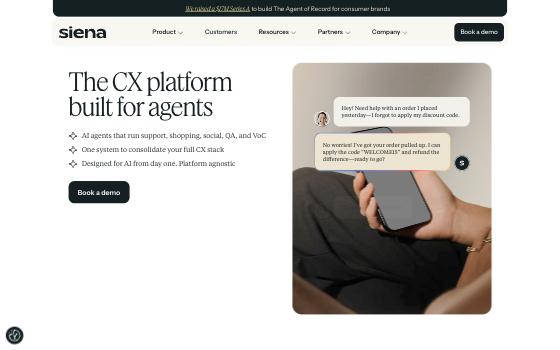 We raised a $17M Series A to build The Agent of Record for consumer brands
siena
Product
Customers
Resources
Partners
Company
Book a demo
The CX platform
built for agents
AI agents that run support, shopping, social, QA, and VoC
One system to consolidate your full CX stack
Designed for AI from day one. Platform agnostic
Book a demo
Hey! Need help with an order I placed
yesterday—I forgot to apply my discount code.
No worries! I've got your order pulled up. I can
apply the code "WELCOME15" and refund the
difference—ready to go?
S